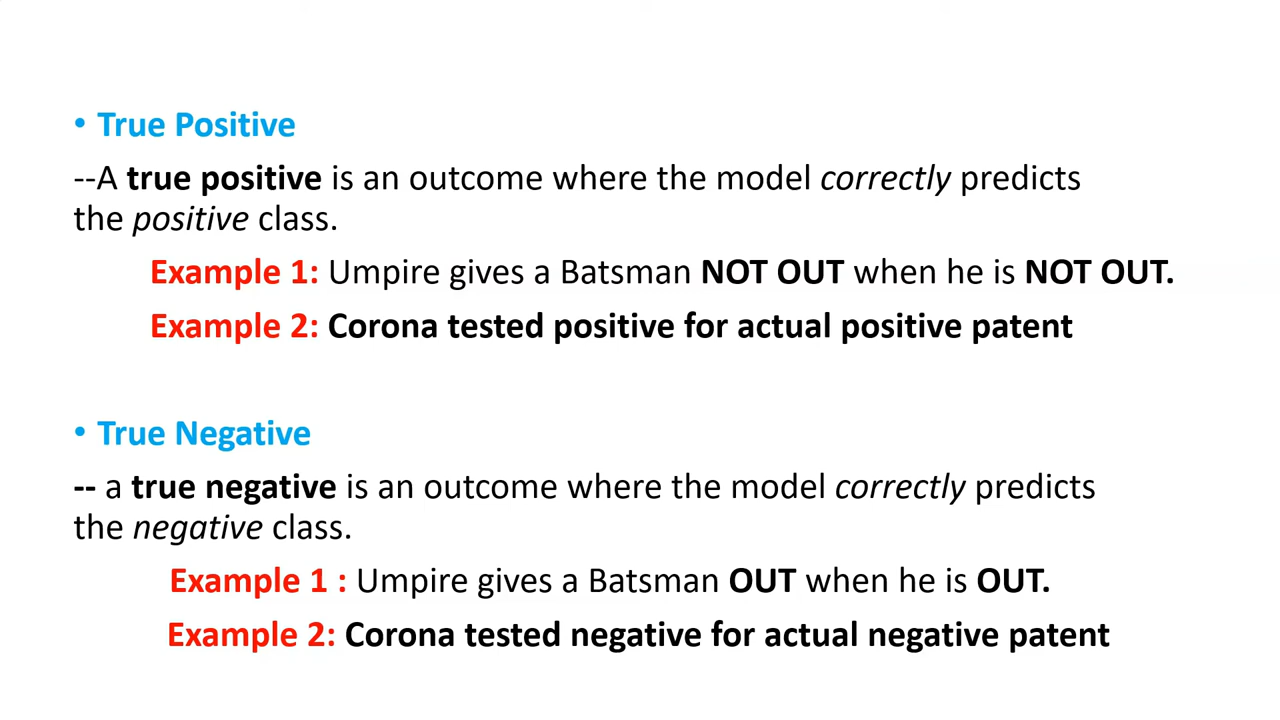 • True Positive
--A true positive is an outcome where the model correctly predicts
the positive class.
Example 1: Umpire gives a Batsman NOT OUT when he is NOT OUT.
Example 2: Corona tested positive for actual positive patent
• True Negative
-- a true negative is an outcome where the model correctly predicts
the negative class.
Example 1 : Umpire gives a Batsman OUT when he is OUT.
Example 2: Corona tested negative for actual negative patent